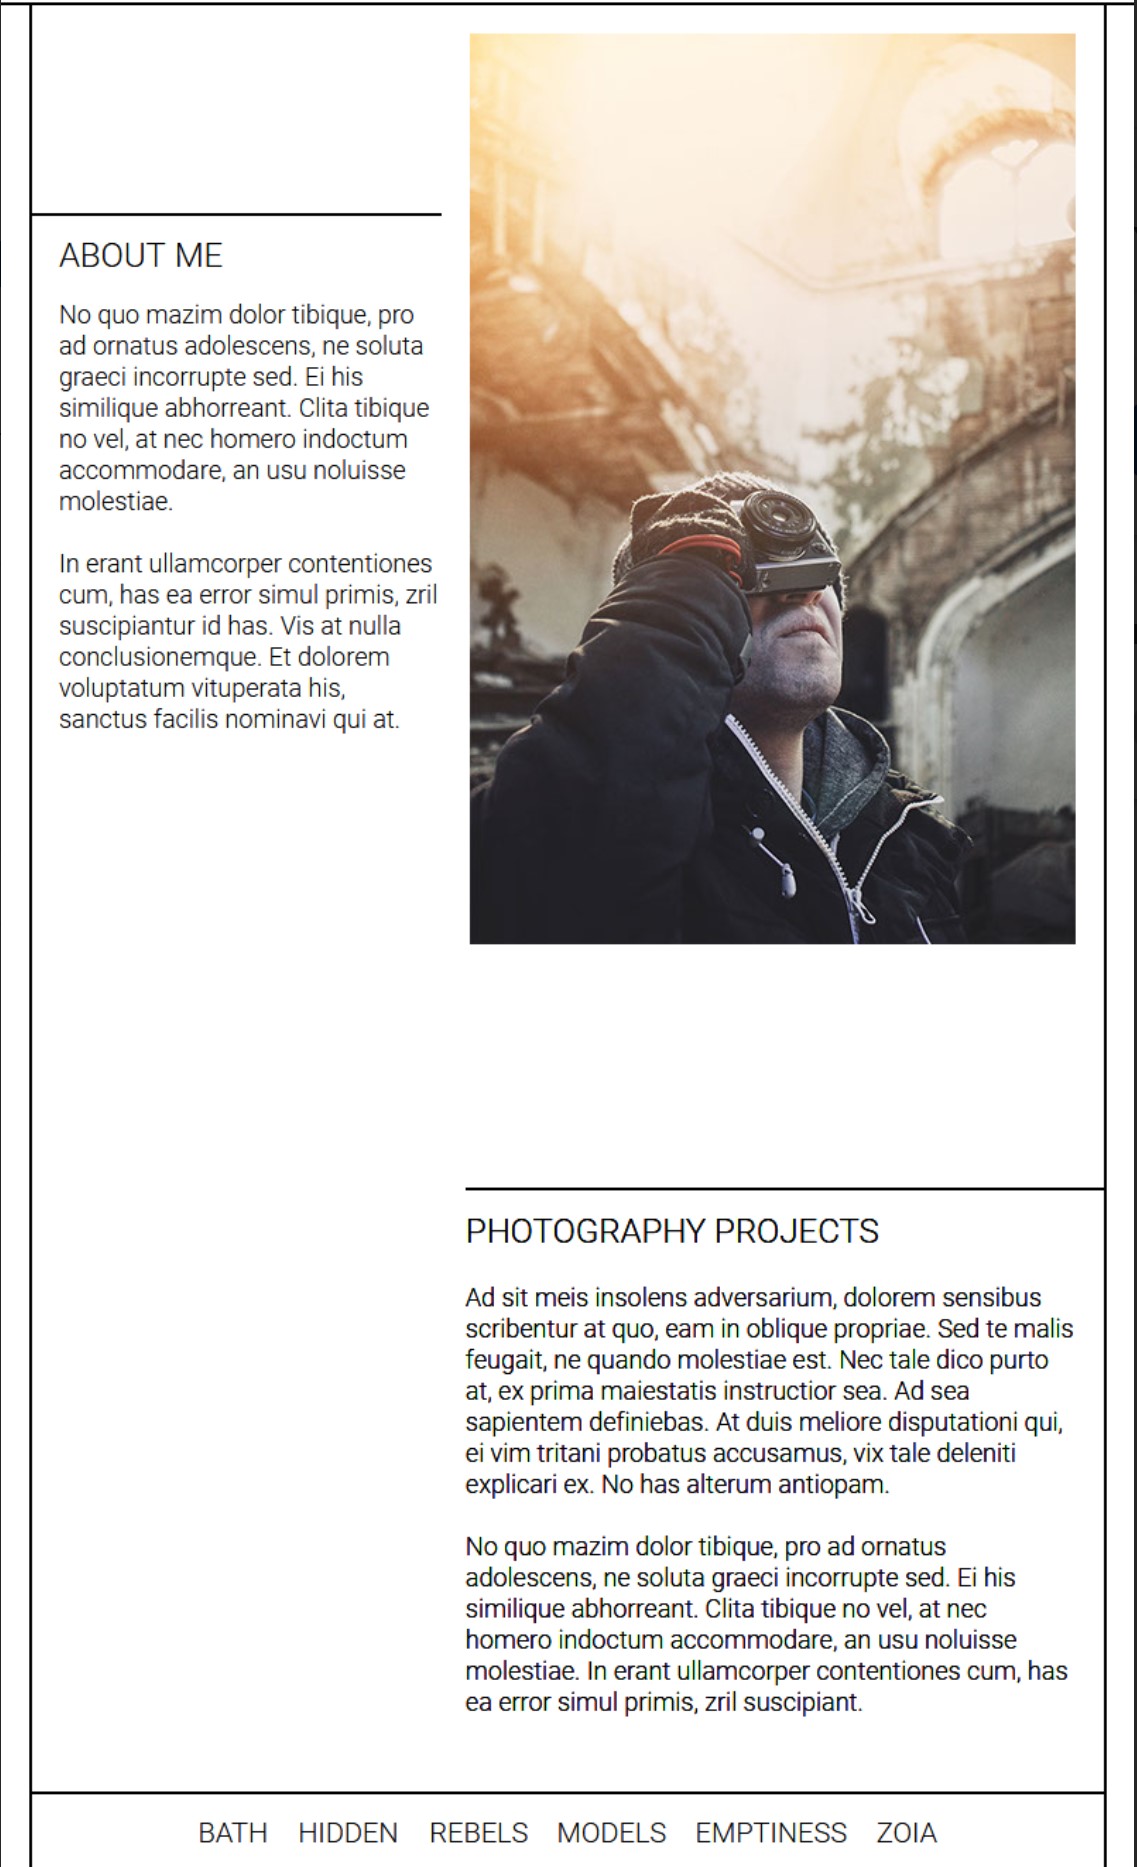 ABOUT ME
No quo mazim dolor tibique, pro
ad ornatus adolescens, ne soluta
graeci incorrupte sed. Ei his
similique abhorreant. Clita tibique
no vel, at nec homero indoctum
accommodare, an usu noluisse
molestiae.
In erant ullamcorper contentiones
cum, has ea error simul primis, zril
suscipiantur id has. Vis at nulla
conclusionemque. Et dolorem
voluptatum vituperata his,
sanctus facilis nominavi qui at.
PHOTOGRAPHY PROJECTS
Ad sit meis insolens adversarium, dolorem sensibus
scribentur at quo, eam in oblique propriae. Sed te malis
feugait, ne quando molestiae est. Nec tale dico purto
at, ex prima maiestatis instructior sea. Ad sea
sapientem definiebas. At duis meliore disputationi qui,
ei vim tritani probatus accusamus, vix tale deleniti
explicari ex. No has alterum antiopam.
No quo mazim dolor tibique, pro ad ornatus
adolescens, ne soluta graeci incorrupte sed. Ei his
similique abhorreant. Clita tibique no vel, at nec
homero indoctum accommodare, an usu noluisse
molestiae. In erant ullamcorper contentiones cum, has
ea error simul primis, zril suscipiant.
BATH HIDDEN REBELS MODELS EMPTINESS ZOIA